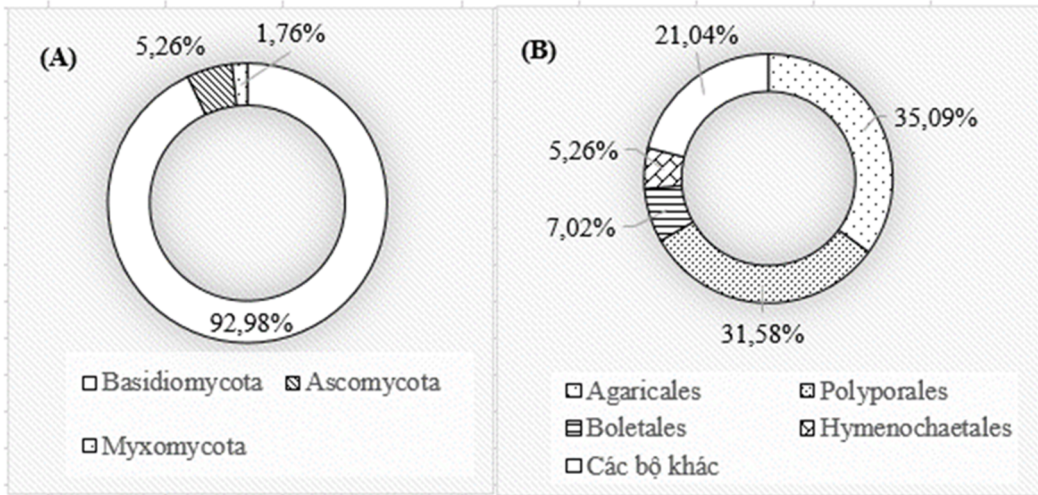 (A)
5,26%
1,76%
92,98%
Basidiomycota
Ascomycota
Myxomycota
(B)
21,04%
35,09%
5,26%
7,02%
31,58%
Agaricales
Polyporales
Boletales
Hymenochaetales
Các bộ khác